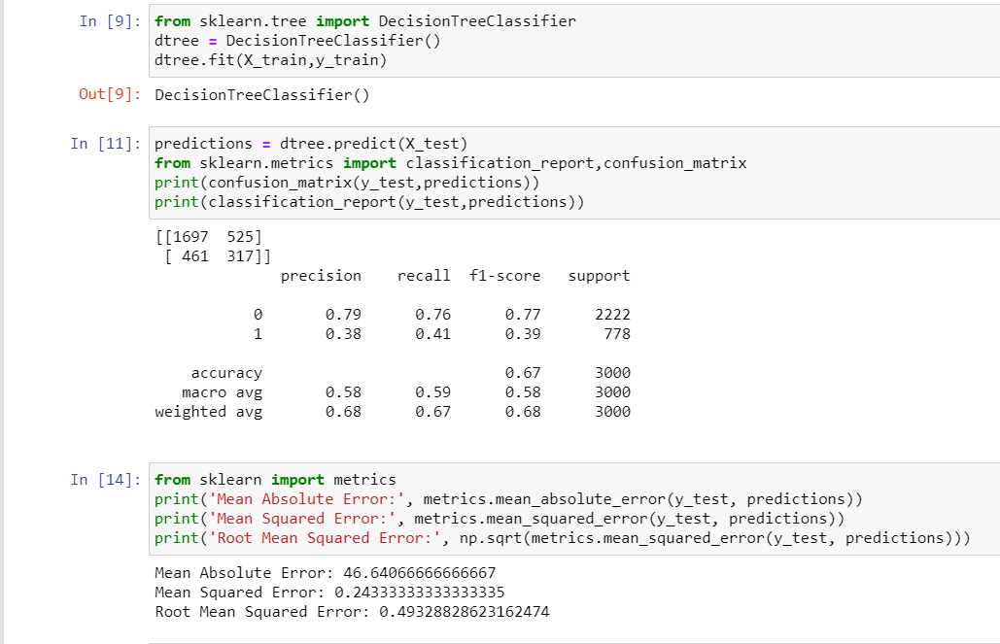 In [9]: from sklearn.tree import DecisionTreeClassifier
dtree = DecisionTreeClassifier()
dtree.fit(X_train,y_train)
Out[9]: DecisionTreeClassifier()
In [11]: predictions = dtree.predict(X_test)
from sklearn.metrics import classification_report,confusion_matrix
print(confusion_matrix(y_test,predictions))
print(classification_report(y_test,predictions))
[[1697  525]
 [ 461  317]]
              precision    recall  f1-score   support
           0       0.79      0.76      0.77      2222
           1       0.38      0.41      0.39       778
    accuracy                           0.67      3000
   macro avg       0.58      0.59      0.58      3000
weighted avg       0.68      0.67      0.68      3000
In [14]: from sklearn import metrics
print('Mean Absolute Error:', metrics.mean_absolute_error(y_test, predictions))
print('Mean Squared Error:', metrics.mean_squared_error(y_test, predictions))
print('Root Mean Squared Error:', np.sqrt(metrics.mean_squared_error(y_test, predictions)))
Mean Absolute Error: 46.64066666666667
Mean Squared Error: 0.24333333333333335
Root Mean Squared Error: 0.49328828623162474